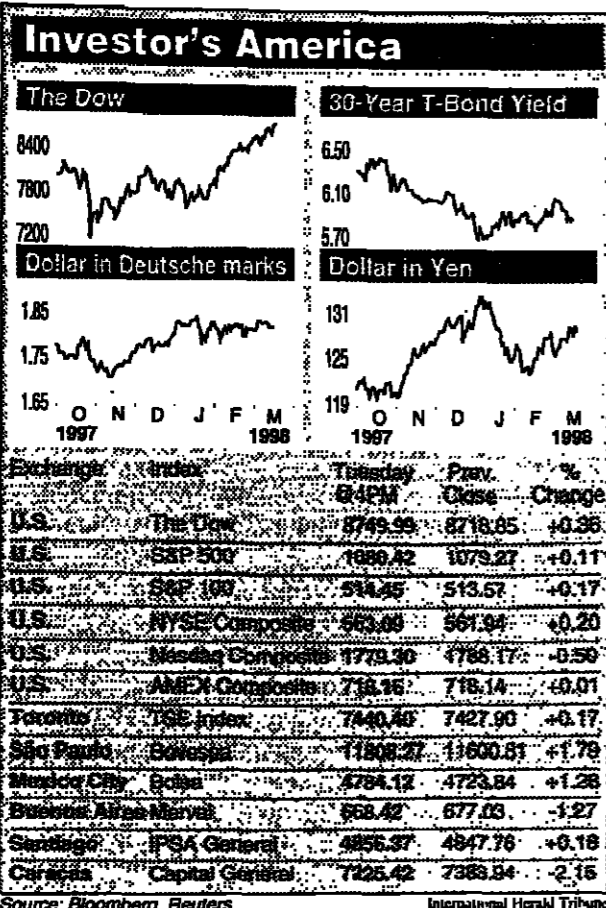 Investor's America
The Dow
8400
7800
7200
30-Year T-Bond Yield
6.50
6.10
5.70
Dollar in Deutsche marks
1.85
1.75
1.65
O N D J F M
1997 1998
Dollar in Yen
131
125
119
O N D J F M
1997 1998
Exchange Index Tuesday Prev. %
@4PM Close Change
U.S. The Dow 8749.99 8718.85 +0.36
U.S. S&P 500 1080.42 1079.27 +0.11
U.S. S&P 100 514.45 513.57 +0.17
U.S. NYSE Composite 563.09 561.94 +0.20
U.S. Nasdaq Composite 1779.30 1788.17 -0.50
U.S. AMEX Composite 718.16 718.14 +0.01
Toronto TSE Index 7440.40 7427.90 +0.17
São Paulo Bovespa 11808.27 11600.81 +1.79
Mexico City Bolsa 4784.12 4723.84 +1.28
Buenos Aires Merval 668.42 677.03 -1.27
Santiago IPSA General 4856.37 4847.76 +0.18
Caracas Capital General 7225.42 7383.94 -2.15
Source: Bloomberg, Reuters
International Herald Tribune